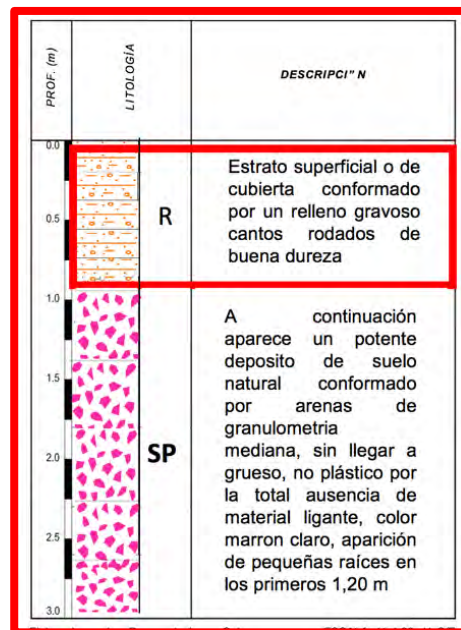 PROF. (m)
LITOLOGÍA
DESCRIPCI" N
0.0
0.5
1.0
1.5
2.0
2.5
3.0
R
Estrato superficial o de
cubierta conformado
por un relleno gravoso
cantos rodados de
buena dureza
SP
A continuación
aparece un potente
deposito de suelo
natural conformado
por arenas de
granulometria
mediana, sin llegar a
grueso, no plástico por
la total ausencia de
material ligante, color
marron claro, aparición
de pequeñas raíces en
los primeros 1,20 m